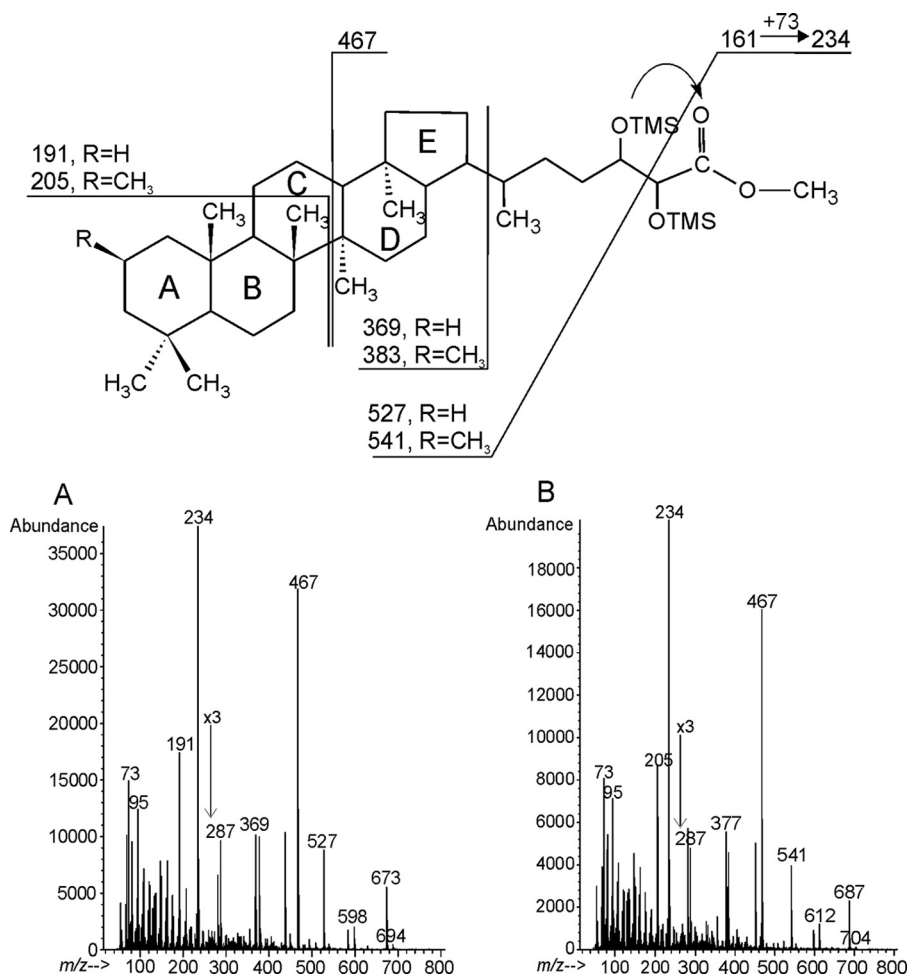 467
161 +73 234
191, R=H
205, R=CH3
OTMS
O
C
O CH3
OTMS
E
C
CH3
CH3
CH3
CH3
D
CH3
R
A
B
H3C
CH3
369, R=H
383, R=CH3
527, R=H
541, R=CH3
A
Abundance
234
35000
467
30000
25000
20000
x3
191
15000
73
95
10000
287
369
527
673
5000
598
694
0
m/z-->
100 200 300 400 500 600 700 800
B
Abundance
234
18000
16000
467
14000
12000
10000
x3
205
8000
73
95
6000
287
377
4000
541
687
2000
612
704
0
m/z-->
100 200 300 400 500 600 700 800